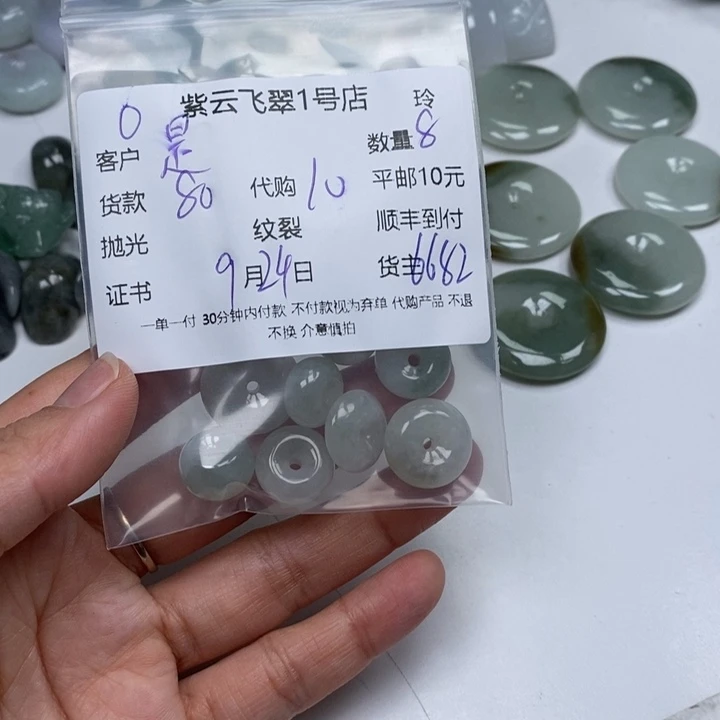 紫云飞翠1号店 玲
客户 O是 数量8
货款 80 代购 10 平邮10元
抛光 纹裂 顺丰到付
证书 9月24日 货主6682
一单一付 30分钟内付款 不付款视为弃单 代购产品 不退
不换 介意慎拍